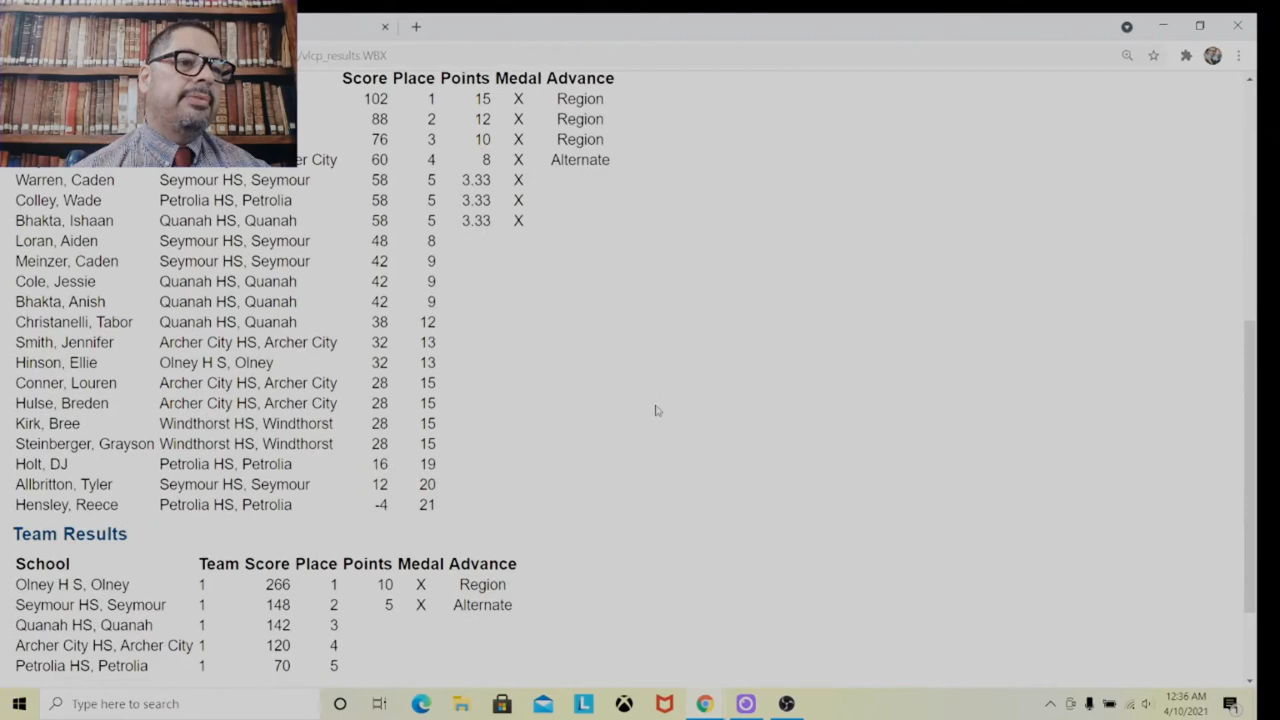 /vlcp_results.WBX
Score Place Points Medal Advance
102 1 15 X Region
88 2 12 X Region
76 3 10 X Region
er City 60 4 8 X Alternate
Warren, Caden Seymour HS, Seymour 58 5 3.33 X
Colley, Wade Petrolia HS, Petrolia 58 5 3.33 X
Bhakta, Ishaan Quanah HS, Quanah 58 5 3.33 X
Loran, Aiden Seymour HS, Seymour 48 8
Meinzer, Caden Seymour HS, Seymour 42 9
Cole, Jessie Quanah HS, Quanah 42 9
Bhakta, Anish Quanah HS, Quanah 42 9
Christanelli, Tabor Quanah HS, Quanah 38 12
Smith, Jennifer Archer City HS, Archer City 32 13
Hinson, Ellie Olney H S, Olney 32 13
Conner, Louren Archer City HS, Archer City 28 15
Hulse, Breden Archer City HS, Archer City 28 15
Kirk, Bree Windthorst HS, Windthorst 28 15
Steinberger, Grayson Windthorst HS, Windthorst 28 15
Holt, DJ Petrolia HS, Petrolia 16 19
Allbritton, Tyler Seymour HS, Seymour 12 20
Hensley, Reece Petrolia HS, Petrolia -4 21
Team Results
School Team Score Place Points Medal Advance
Olney H S, Olney 1 266 1 10 X Region
Seymour HS, Seymour 1 148 2 5 X Alternate
Quanah HS, Quanah 1 142 3
Archer City HS, Archer City 1 120 4
Petrolia HS, Petrolia 1 70 5
Type here to search
12:36 AM
4/10/2021